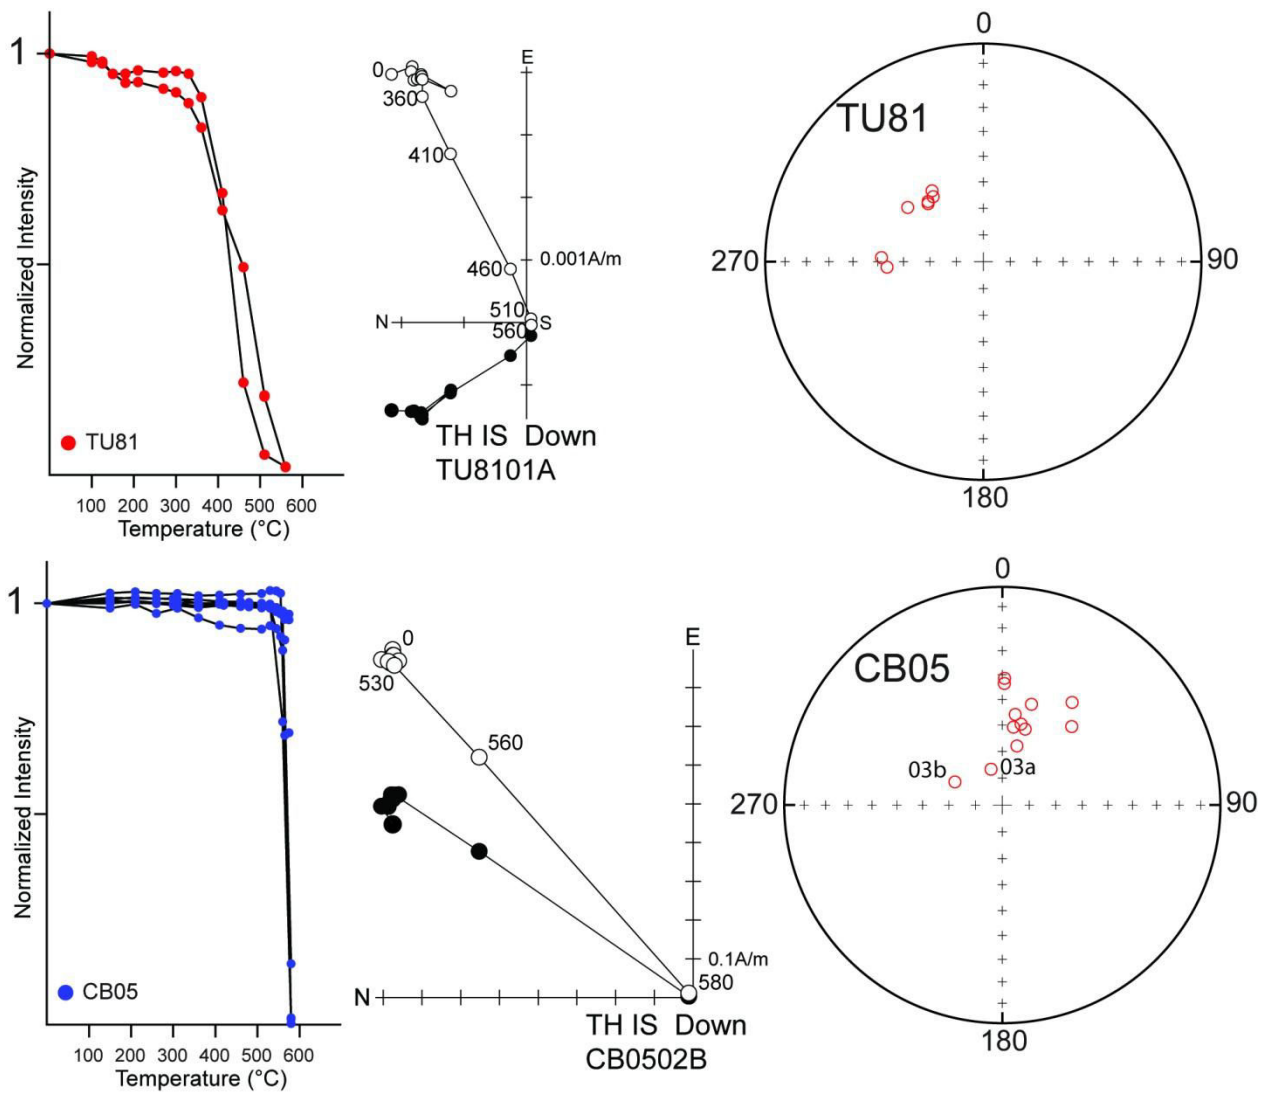 1
Normalized Intensity
TU81
100 200 300 400 500 600
Temperature (°C)
E
0
360
410
460
0.001A/m
510
N
S
560
TH IS Down
TU8101A
0
TU81
270
90
180
1
Normalized Intensity
CB05
100 200 300 400 500 600
Temperature (°C)
E
0
530
560
0.1A/m
580
N
TH IS Down
CB0502B
0
CB05
03b
03a
270
90
180